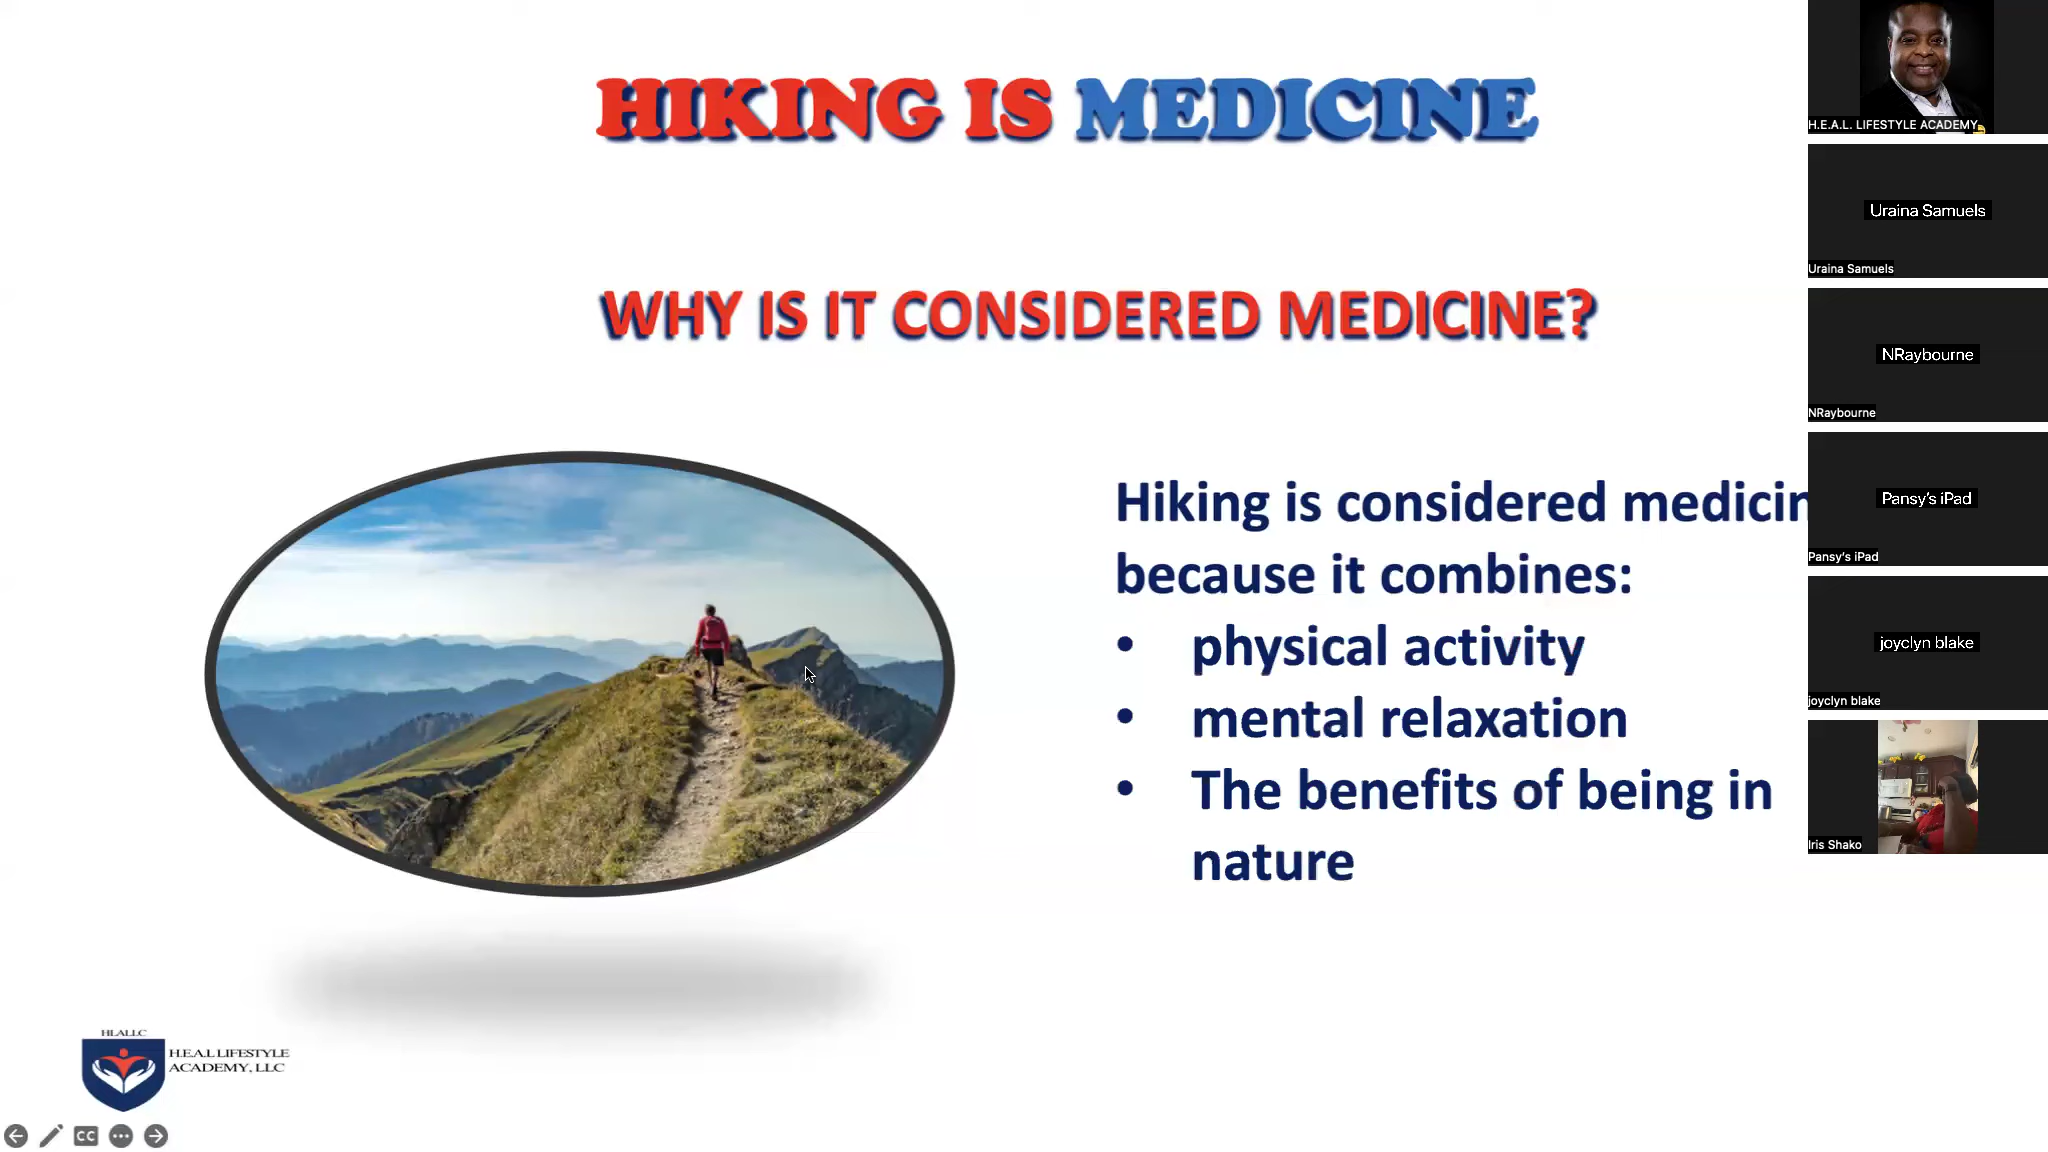 HIKING IS MEDICINE
WHY IS IT CONSIDERED MEDICINE?
Hiking is considered medicin
because it combines:
• physical activity
• mental relaxation
• The benefits of being in
nature
HLALLC
H.E.A.L LIFESTYLE
ACADEMY, LLC
CC
H.E.A.L. LIFESTYLE ACADEMY
Uraina Samuels
Uraina Samuels
NRaybourne
NRaybourne
Pansy's iPad
Pansy's iPad
joyclyn blake
joyclyn blake
Iris Shako